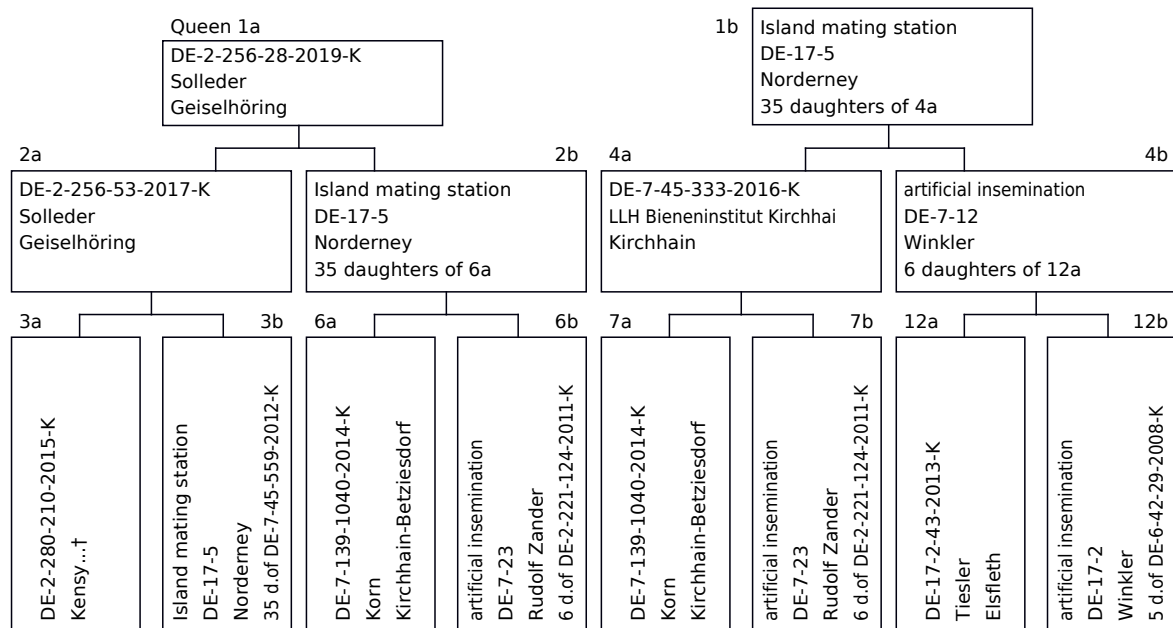 Queen 1a
DE-2-256-28-2019-K
Solleder
Geiselhöring
1b
Island mating station
DE-17-5
Norderney
35 daughters of 4a
2a
DE-2-256-53-2017-K
Solleder
Geiselhöring
2b
Island mating station
DE-17-5
Norderney
35 daughters of 6a
4a
DE-7-45-333-2016-K
LLH Bieneninstitut Kirchhai
Kirchhain
4b
artificial insemination
DE-7-12
Winkler
6 daughters of 12a
3a
DE-2-280-210-2015-K
Kensy...†
3b
Island mating station
DE-17-5
Norderney
35 d.of DE-7-45-559-2012-K
6a
DE-7-139-1040-2014-K
Korn
Kirchhain-Betziesdorf
6b
artificial insemination
DE-7-23
Rudolf Zander
6 d.of DE-2-221-124-2011-K
7a
DE-7-139-1040-2014-K
Korn
Kirchhain-Betziesdorf
7b
artificial insemination
DE-7-23
Rudolf Zander
6 d.of DE-2-221-124-2011-K
12a
DE-17-2-43-2013-K
Tiesler
Elsfleth
12b
artificial insemination
DE-17-2
Winkler
5 d.of DE-6-42-29-2008-K